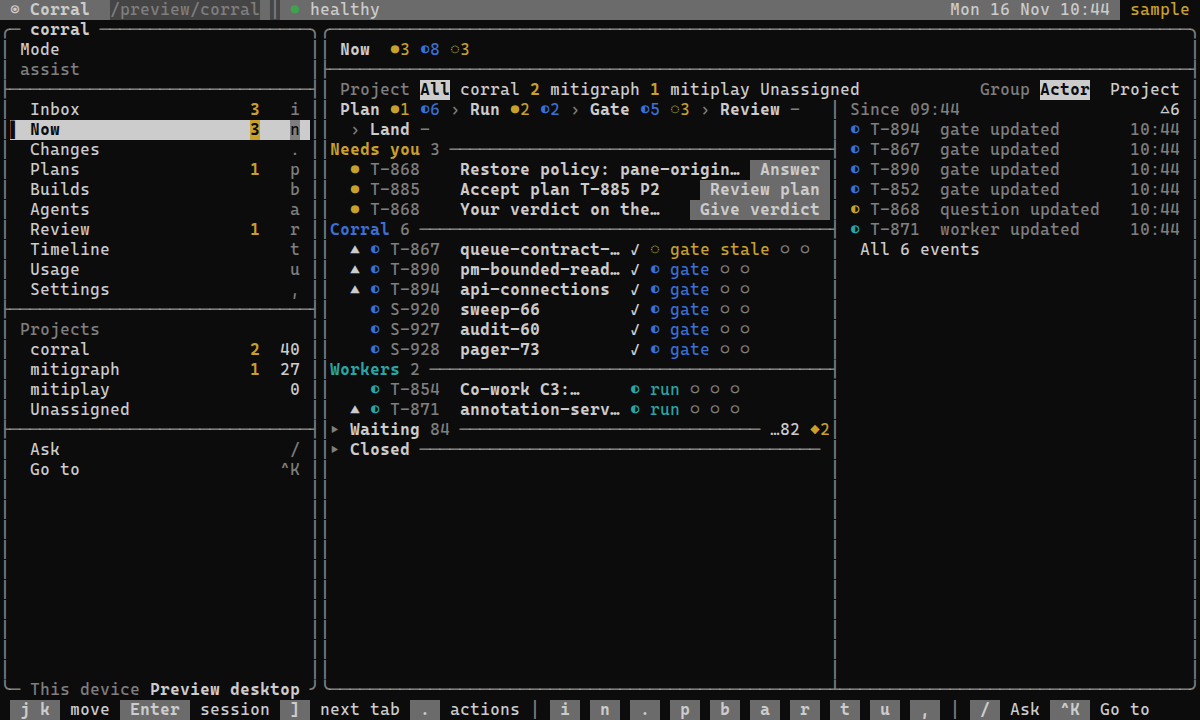 Corral /preview/corral healthy Mon 16 Nov 10:44 sample
corral
Mode
assist
Inbox 3 i
Now 3 n
Changes .
Plans 1 p
Builds b
Agents a
Review 1 r
Timeline t
Usage u
Settings ,
Projects
corral 2 40
mitigraph 1 27
mitiplay 0
Unassigned
Ask /
Go to ^K
This device Preview desktop
Now 3 8 3
Project All corral 2 mitigraph 1 mitiplay Unassigned Group Actor Project
Plan 1 6 › Run 2 2 › Gate 5 3 › Review –
› Land –
Needs you 3
T-868 Restore policy: pane-origin… Answer
T-885 Accept plan T-885 P2 Review plan
T-868 Your verdict on the… Give verdict
Corral 6
T-867 queue-contract-… ✓ gate stale
T-890 pm-bounded-read… ✓ gate
T-894 api-connections ✓ gate
S-920 sweep-66 ✓ gate
S-927 audit-60 ✓ gate
S-928 pager-73 ✓ gate
Workers 2
T-854 Co-work C3:… run
T-871 annotation-serv… run
Waiting 84 …82 2
Closed
Since 09:44 △6
T-894 gate updated 10:44
T-867 gate updated 10:44
T-890 gate updated 10:44
T-852 gate updated 10:44
T-868 question updated 10:44
T-871 worker updated 10:44
All 6 events
j k move Enter session ] next tab . actions i n . p b a r t u , / Ask ^K Go to